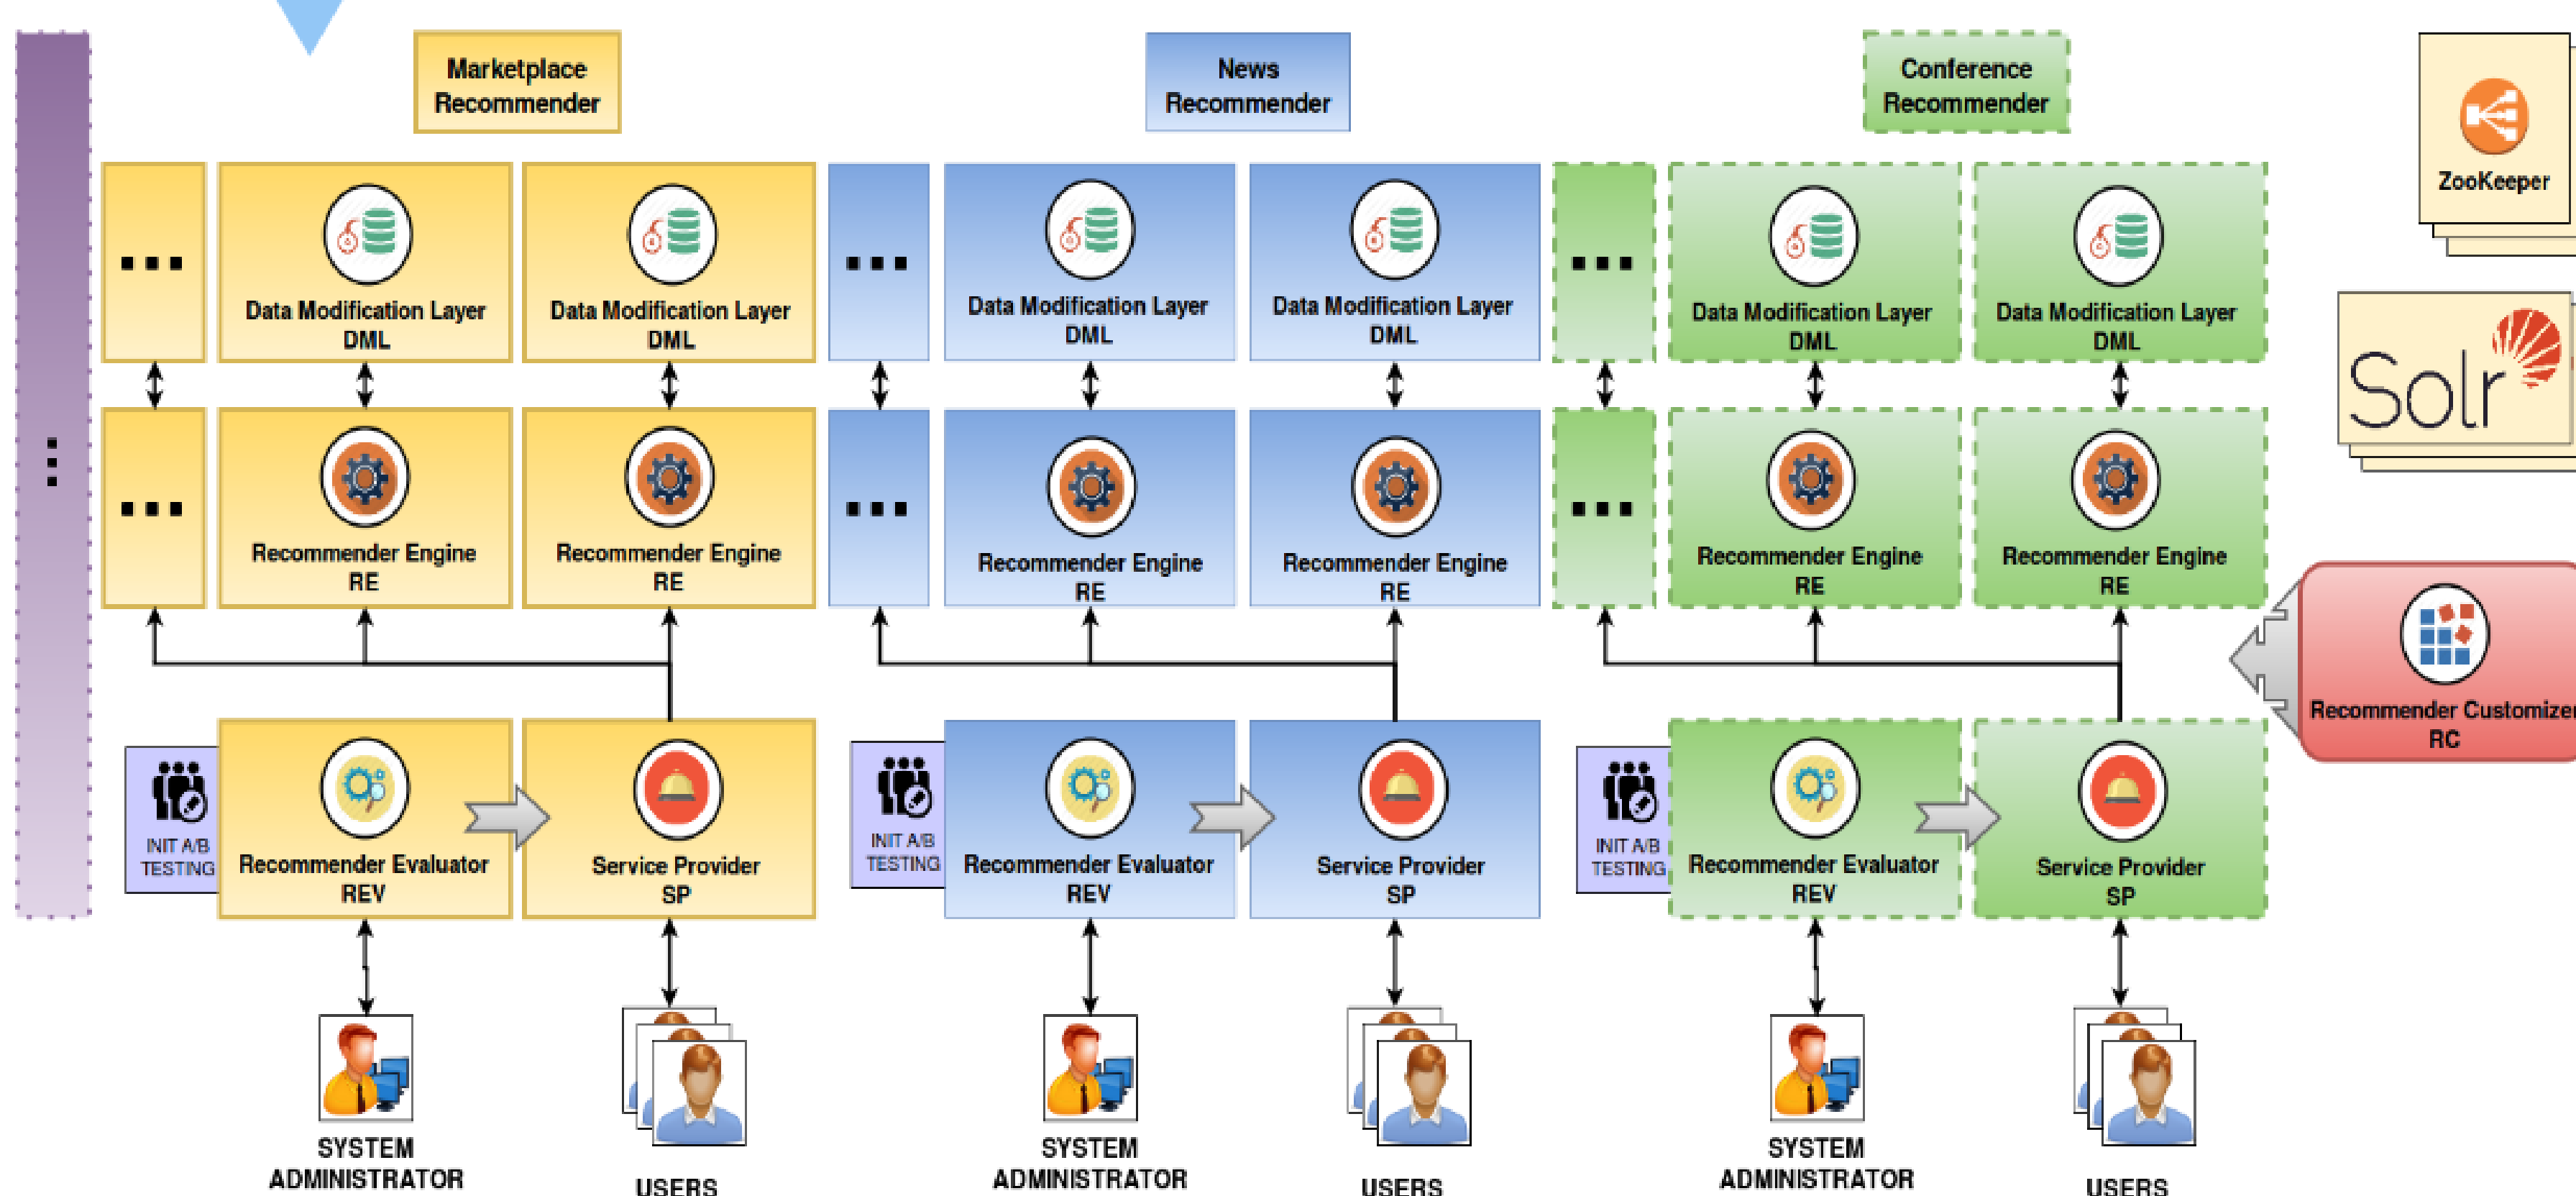 Marketplace
Recommender
News
Recommender
Conference
Recommender
ZooKeeper
...
...
Data Modification Layer
DML
Data Modification Layer
DML
...
Data Modification Layer
DML
Data Modification Layer
DML
...
Data Modification Layer
DML
Data Modification Layer
DML
Solr
...
Recommender Engine
RE
Recommender Engine
RE
...
Recommender Engine
RE
Recommender Engine
RE
...
Recommender Engine
RE
Recommender Engine
RE
Recommender Customizer
RC
INIT A/B
TESTING
Recommender Evaluator
REV
Service Provider
SP
INIT A/B
TESTING
Recommender Evaluator
REV
Service Provider
SP
INIT A/B
TESTING
Recommender Evaluator
REV
Service Provider
SP
SYSTEM
ADMINISTRATOR
USERS
SYSTEM
ADMINISTRATOR
USERS
SYSTEM
ADMINISTRATOR
USERS